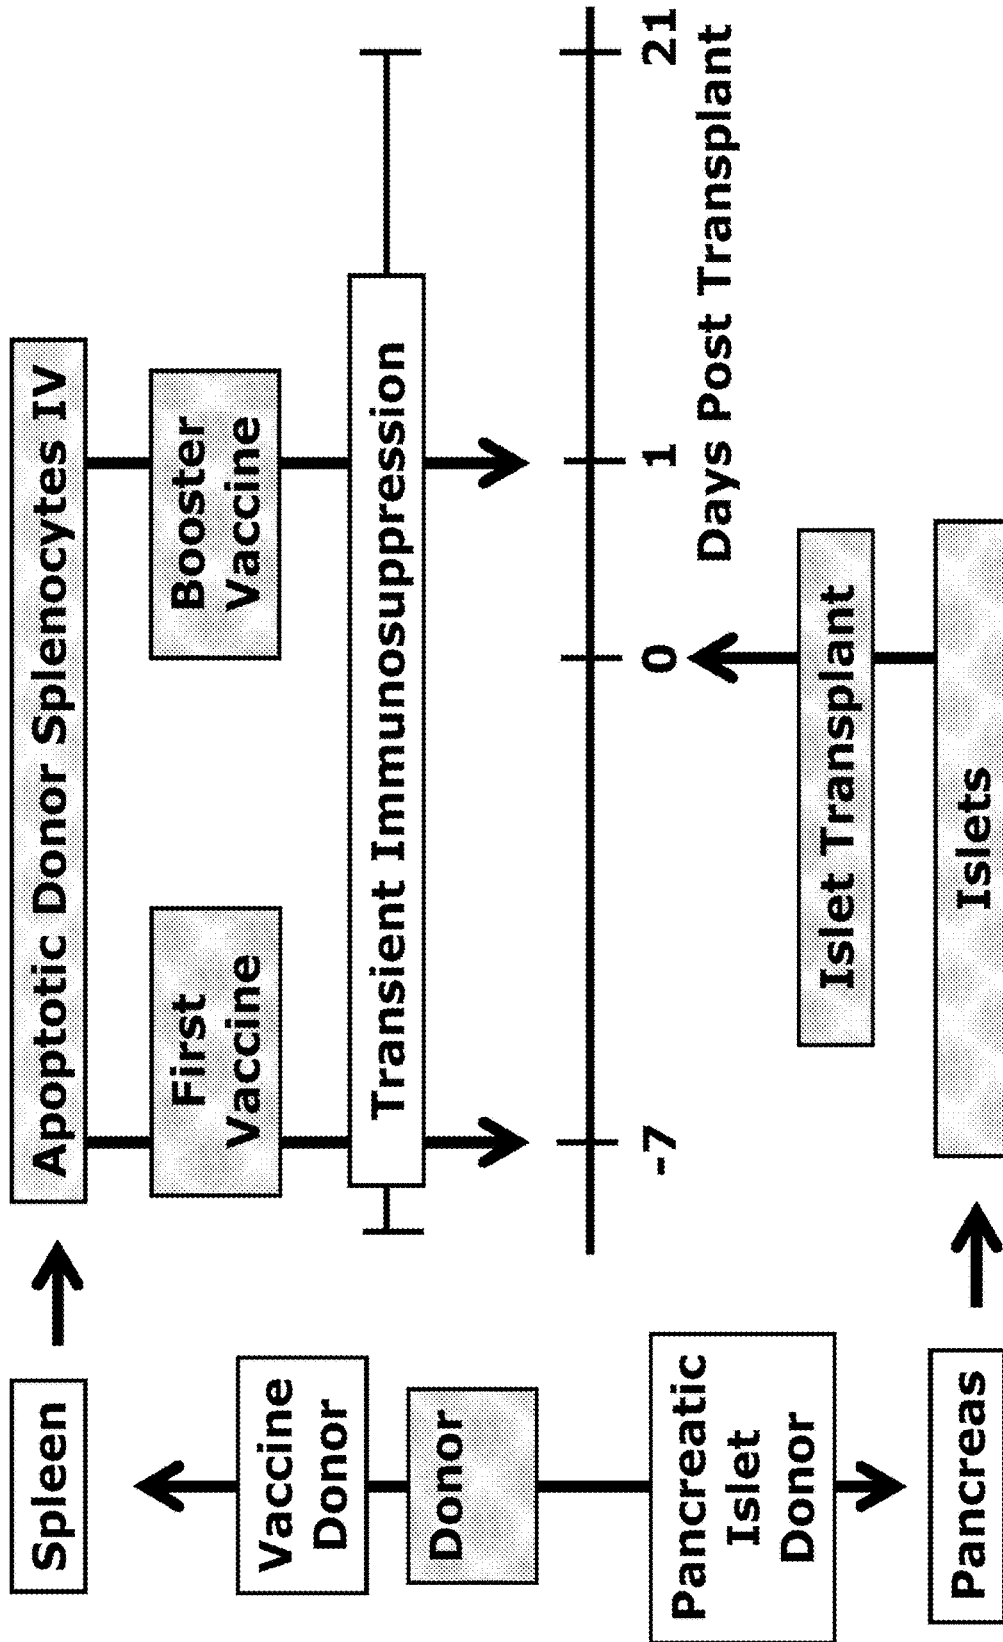 Spleen
Apoptotic Donor Splenocytes IV
Vaccine
Donor
First
Vaccine
Booster
Vaccine
Donor
Transient Immunosuppression
-7
0
1
21
Days Post Transplant
Pancreatic
Islet
Donor
Islet Transplant
Pancreas
Islets